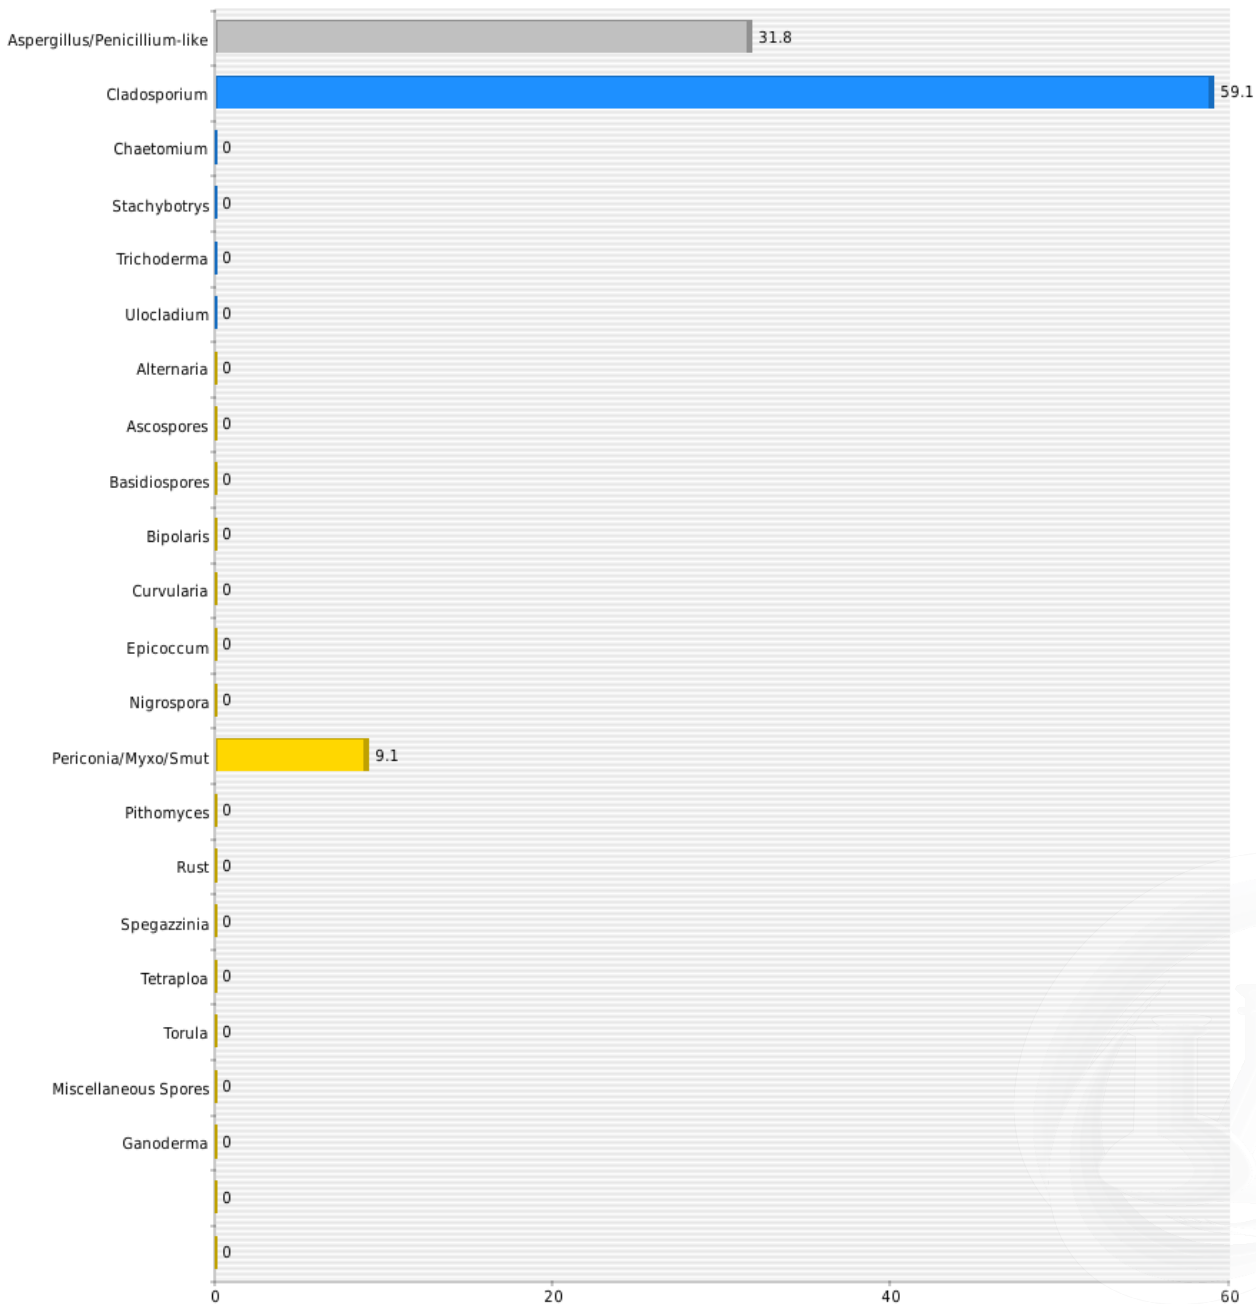 Aspergillus/Penicillium-like 31.8
Cladosporium 59.1
Chaetomium 0
Stachybotrys 0
Trichoderma 0
Ulocladium 0
Alternaria 0
Ascospores 0
Basidiospores 0
Bipolaris 0
Curvularia 0
Epicoccum 0
Nigrospora 0
Periconia/Myxo/Smut 9.1
Pithomyces 0
Rust 0
Spegazzinia 0
Tetraploa 0
Torula 0
Miscellaneous Spores 0
Ganoderma 0
0
0
0 20 40 60